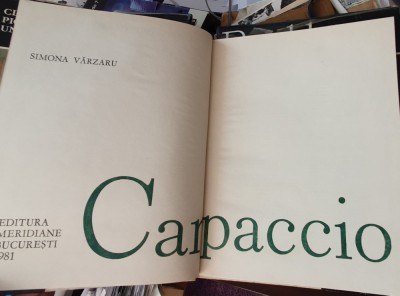 SIMONA VÂRZARU
Carpaccio
EDITURA
MERIDIANE
BUCUREȘTI
1981